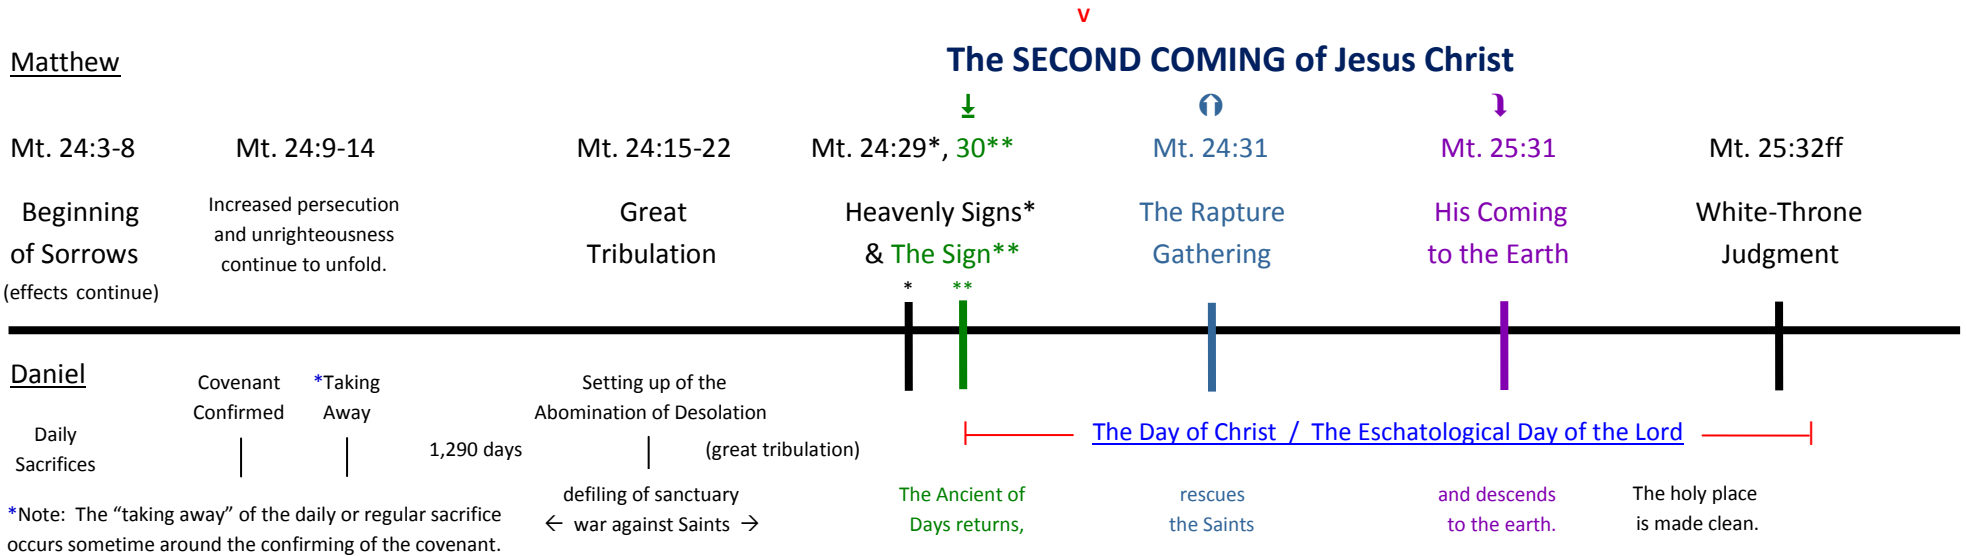 v
The SECOND COMING of Jesus Christ
Matthew
Mt. 24:3-8
Mt. 24:9-14
Mt. 24:15-22
Mt. 24:29*, 30**
Mt. 24:31
Mt. 25:31
Mt. 25:32ff
Beginning
of Sorrows
(effects continue)
Increased persecution
and unrighteousness
continue to unfold.
Great
Tribulation
Heavenly Signs*
& The Sign**
* **
The Rapture
Gathering
His Coming
to the Earth
White-Throne
Judgment
Daniel
Daily
Sacrifices
Covenant
Confirmed
*Taking
Away
1,290 days
Setting up of the
Abomination of Desolation
(great tribulation)
The Day of Christ / The Eschatological Day of the Lord
defiling of sanctuary
← war against Saints →
The Ancient of
Days returns,
rescues
the Saints
and descends
to the earth.
The holy place
is made clean.
*Note: The “taking away” of the daily or regular sacrifice
occurs sometime around the confirming of the covenant.